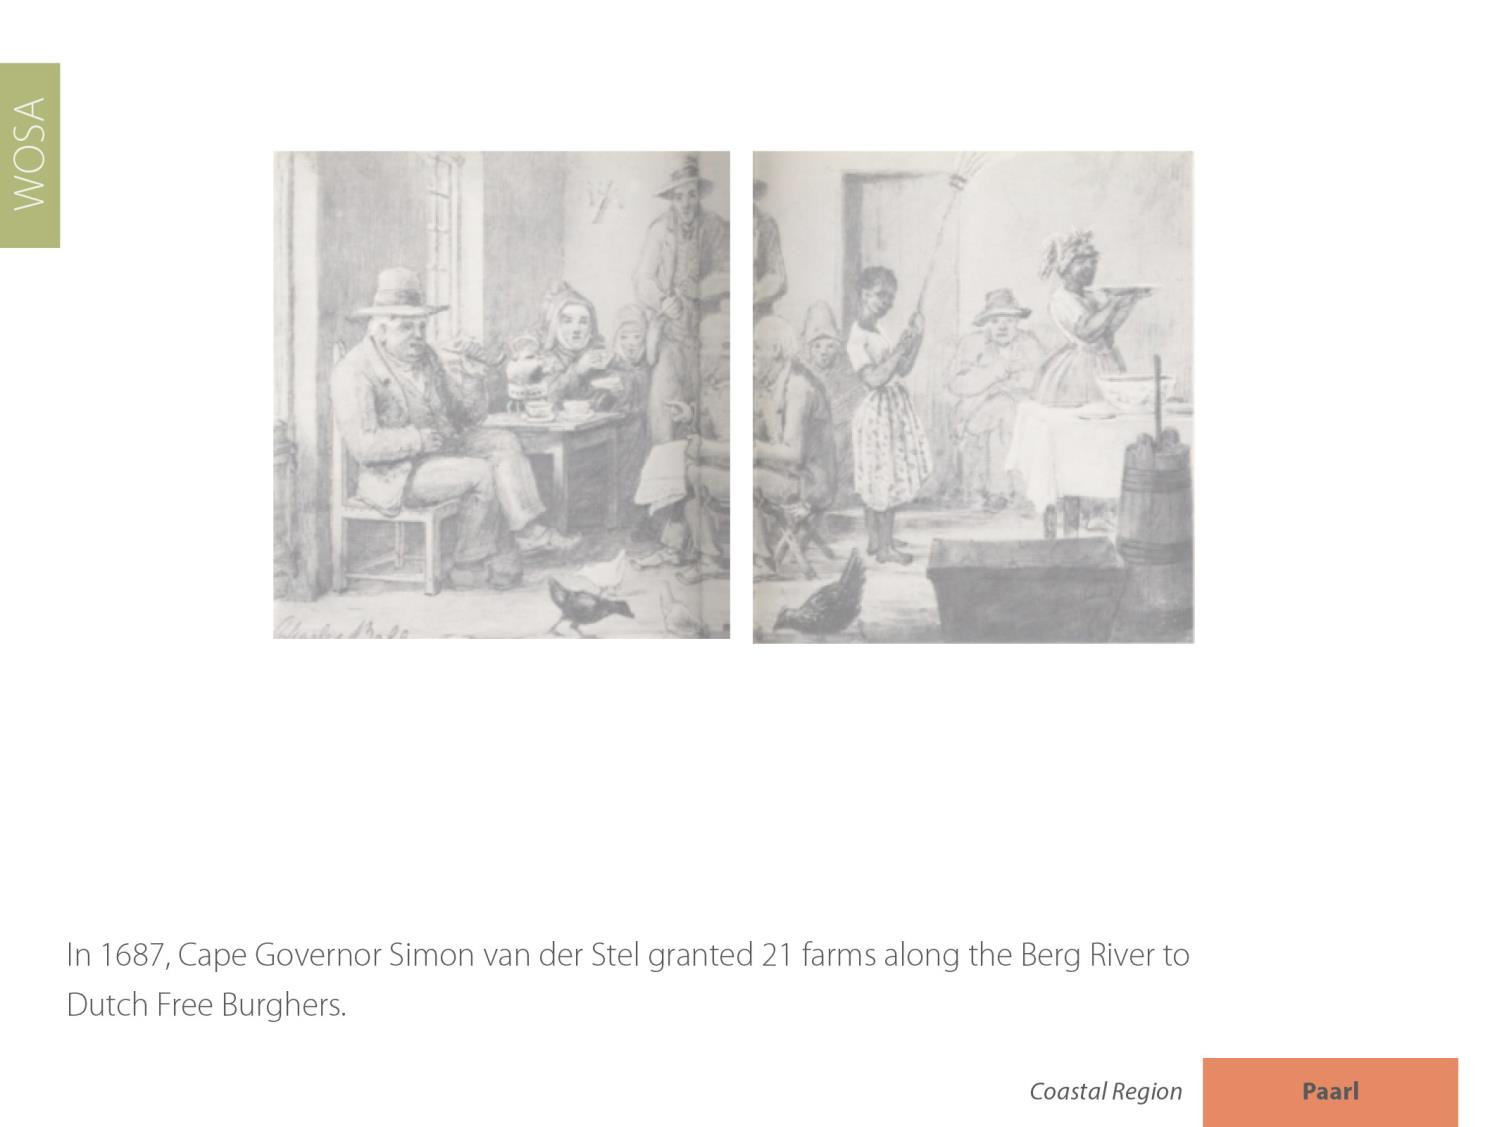 WOSA
In 1687, Cape Governor Simon van der Stel granted 21 farms along the Berg River to
Dutch Free Burghers.
Coastal Region
Paarl